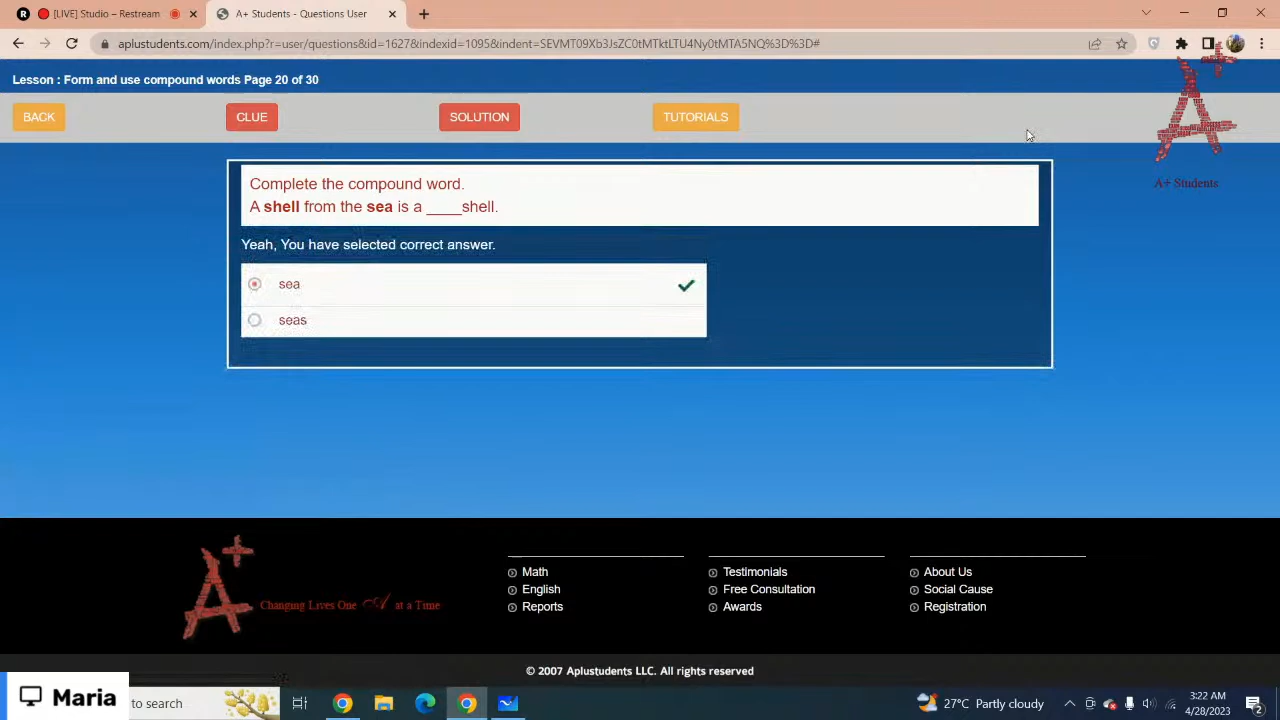 [LIVE] Studio – Restream
A+ Students - Questions User
aplustudents.com/index.php?r=user/questions&id=1627&indexid=1095&indent=SEVMT09Xb3JsZC0tMTktLTU4Ny0tMTA5NQ%3D%3D#
Lesson : Form and use compound words Page 20 of 30
BACK
CLUE
SOLUTION
TUTORIALS
A+ Students
Complete the compound word.
A shell from the sea is a ____shell.
Yeah, You have selected correct answer.
sea
seas
Changing Lives One A at a Time
Math
English
Reports
Testimonials
Free Consultation
Awards
About Us
Social Cause
Registration
© 2007 Aplustudents LLC. All rights reserved
Maria
to search
27°C Partly cloudy
3:22 AM
4/28/2023
2